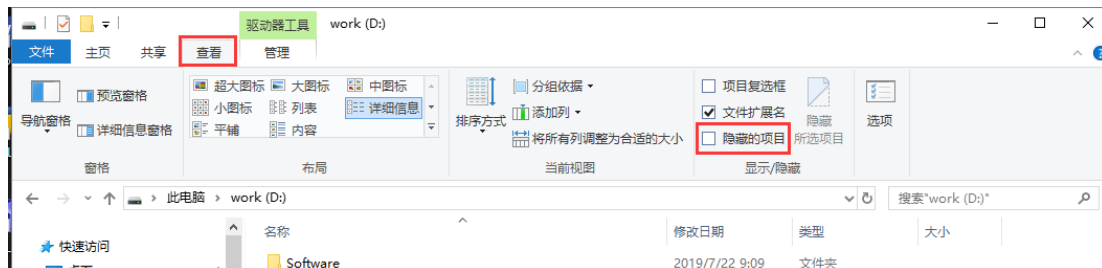 驱动器工具 work (D:)
文件 主页 共享 查看 管理
导航窗格 预览窗格 详细信息窗格
超大图标 大图标 中图标
小图标 列表 详细信息
平铺 内容
排序方式 分组依据
添加列
将所有列调整为合适的大小
项目复选框
文件扩展名
隐藏的项目
隐藏
所选项目
选项
窗格 布局 当前视图 显示/隐藏
此电脑 › work (D:) 搜索"work (D:)"
名称 修改日期 类型 大小
快速访问
Software 2019/7/22 9:09 文件夹